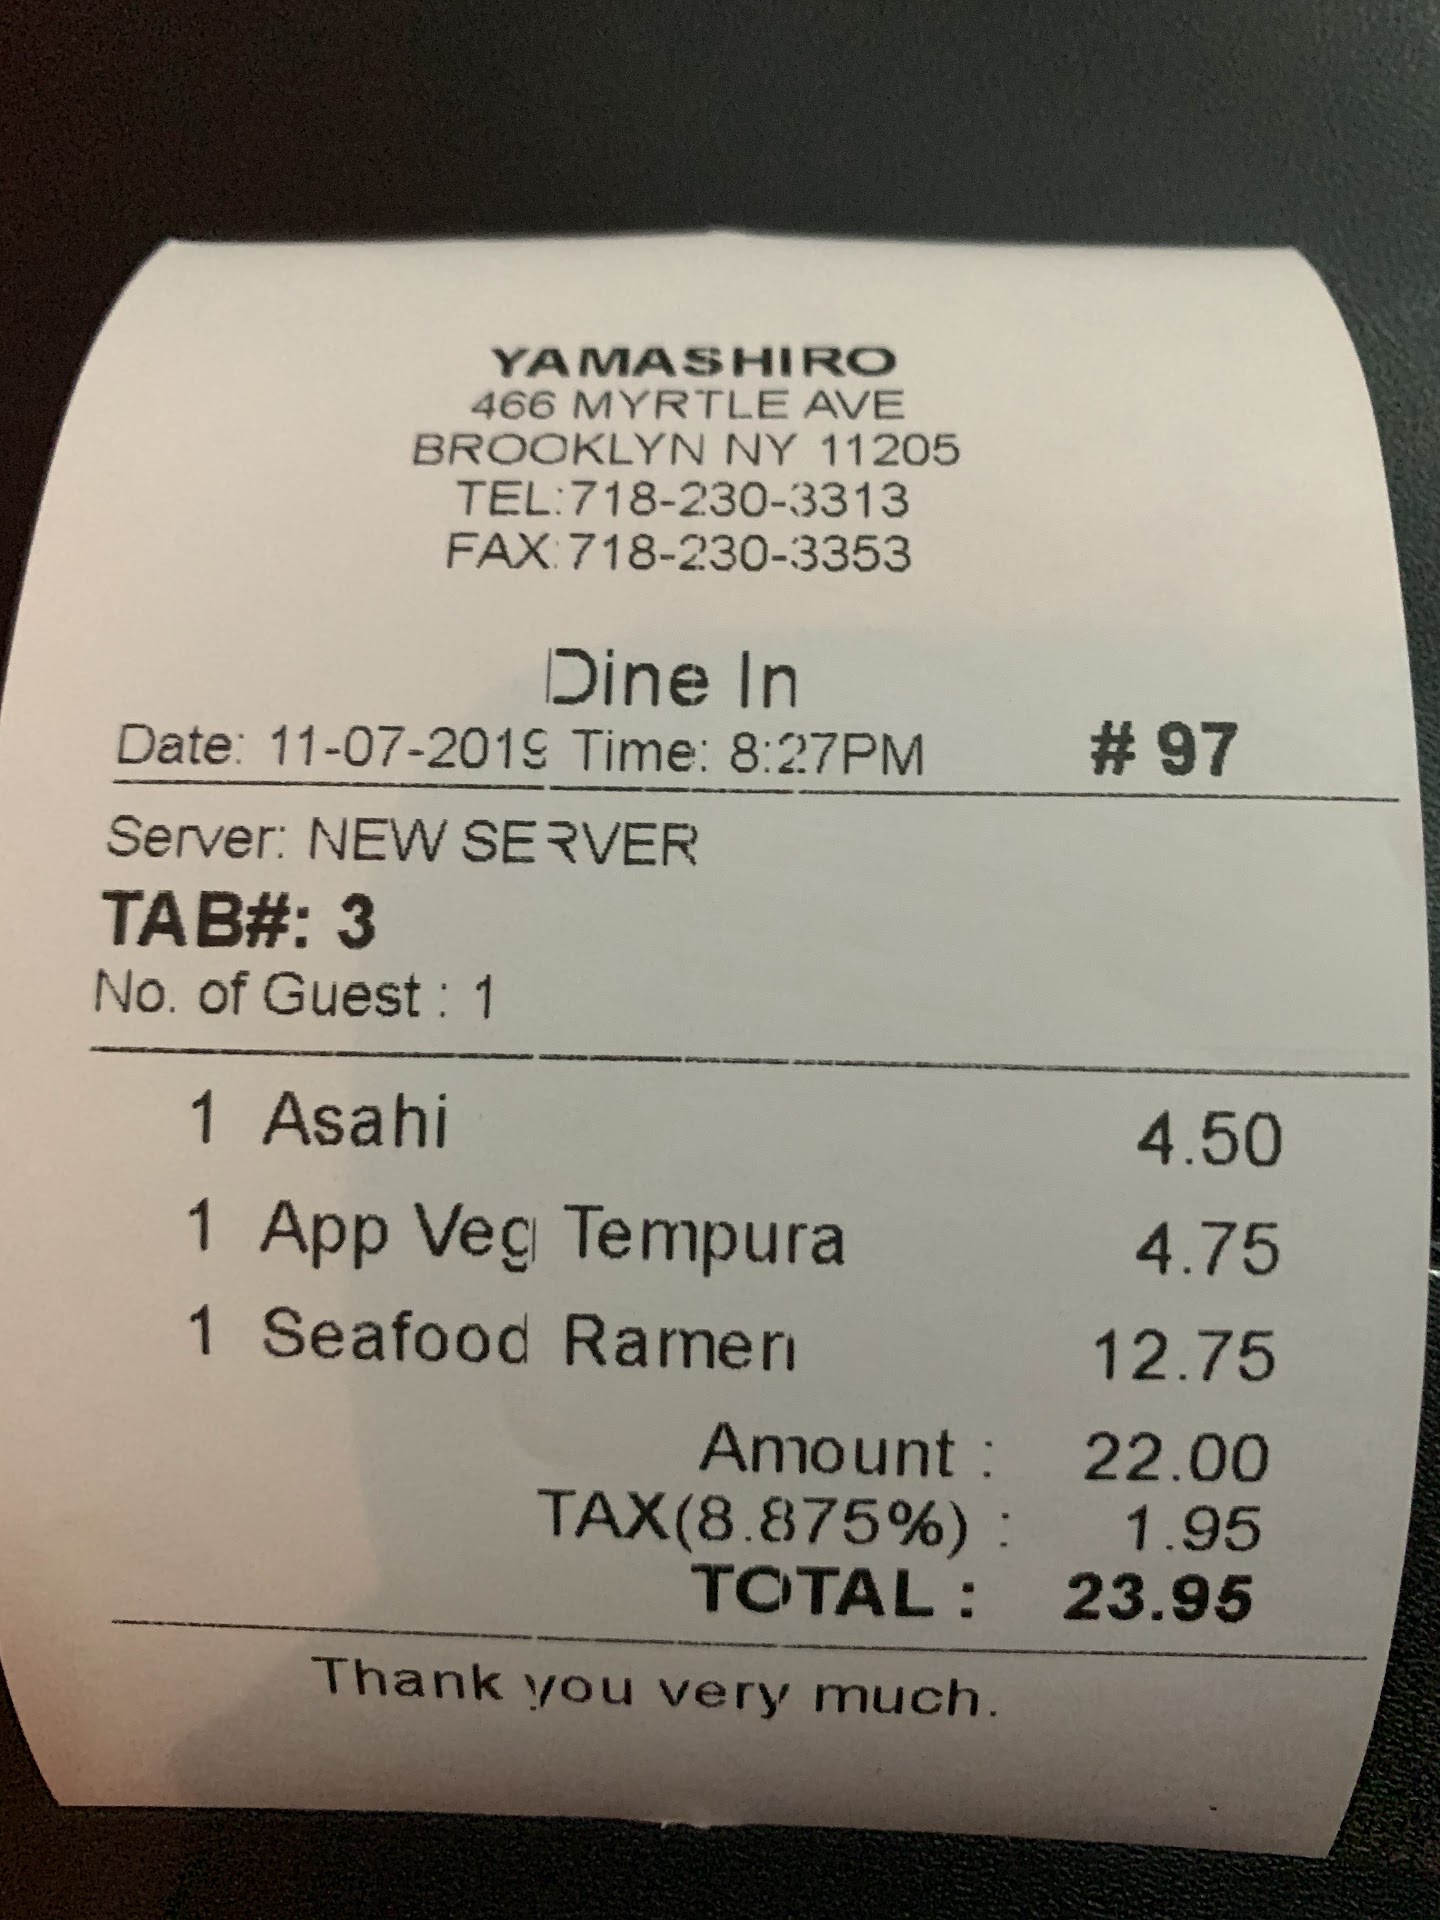 YAMASHIRO
466 MYRTLE AVE
BROOKLYN NY 11205
TEL:718-230-3313
FAX:718-230-3353
Dine In
Date: 11-07-2019 Time: 8:27PM # 97
Server: NEW SERVER
TAB#: 3
No. of Guest : 1
1 Asahi 4.50
1 App Veg Tempura 4.75
1 Seafood Ramen 12.75
Amount : 22.00
TAX(8.875%) : 1.95
TOTAL : 23.95
Thank you very much.